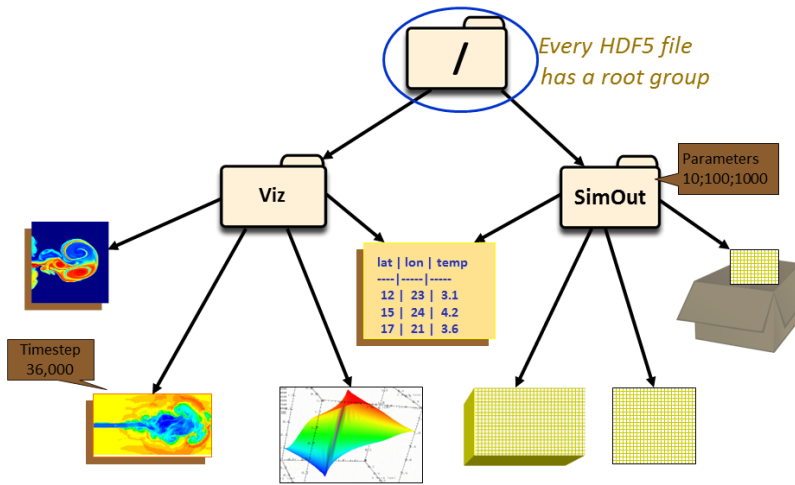 /
Every HDF5 file
has a root group
Viz
SimOut
Parameters
10;100;1000
lat | lon | temp
----|-----|-----
12 | 23 | 3.1
15 | 24 | 4.2
17 | 21 | 3.6
Timestep
36,000